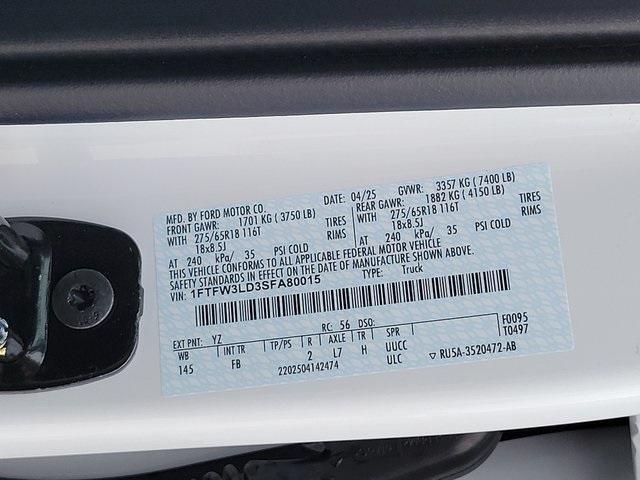 MFD. BY FORD MOTOR CO. DATE: 04/25 GVWR: 3357 KG (7400 LB)
FRONT GAWR: 1701 KG (3750 LB) REAR GAWR: 1882 KG (4150 LB)
WITH 275/65R18 116T TIRES WITH 275/65R18 116T TIRES
18x8.5J RIMS 18x8.5J RIMS
AT 240 kPa/ 35 PSI COLD AT 240 kPa/ 35 PSI COLD
THIS VEHICLE CONFORMS TO ALL APPLICABLE FEDERAL MOTOR VEHICLE
SAFETY STANDARDS IN EFFECT ON THE DATE OF MANUFACTURE SHOWN ABOVE.
VIN: 1FTFW3LD3SFA80015 TYPE: Truck
EXT PNT: YZ RC: 56 DSO: F0095
WB INT TR TP/PS R AXLE TR SPR T0497
145 FB 2 L7 H UUCC
2202504142474 ULC ▽ RU5A-3520472-AB